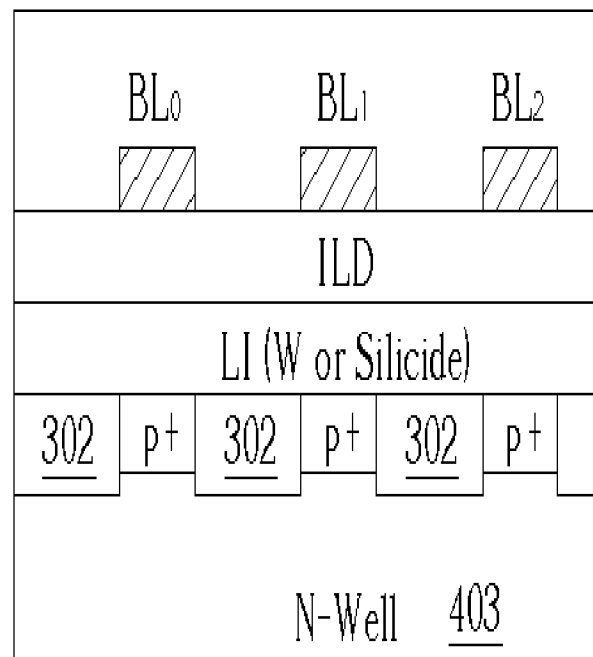 BL₀ BL₁ BL₂
ILD
LI (W or Silicide)
302 p+ 302 p+ 302 p+
N-Well 403